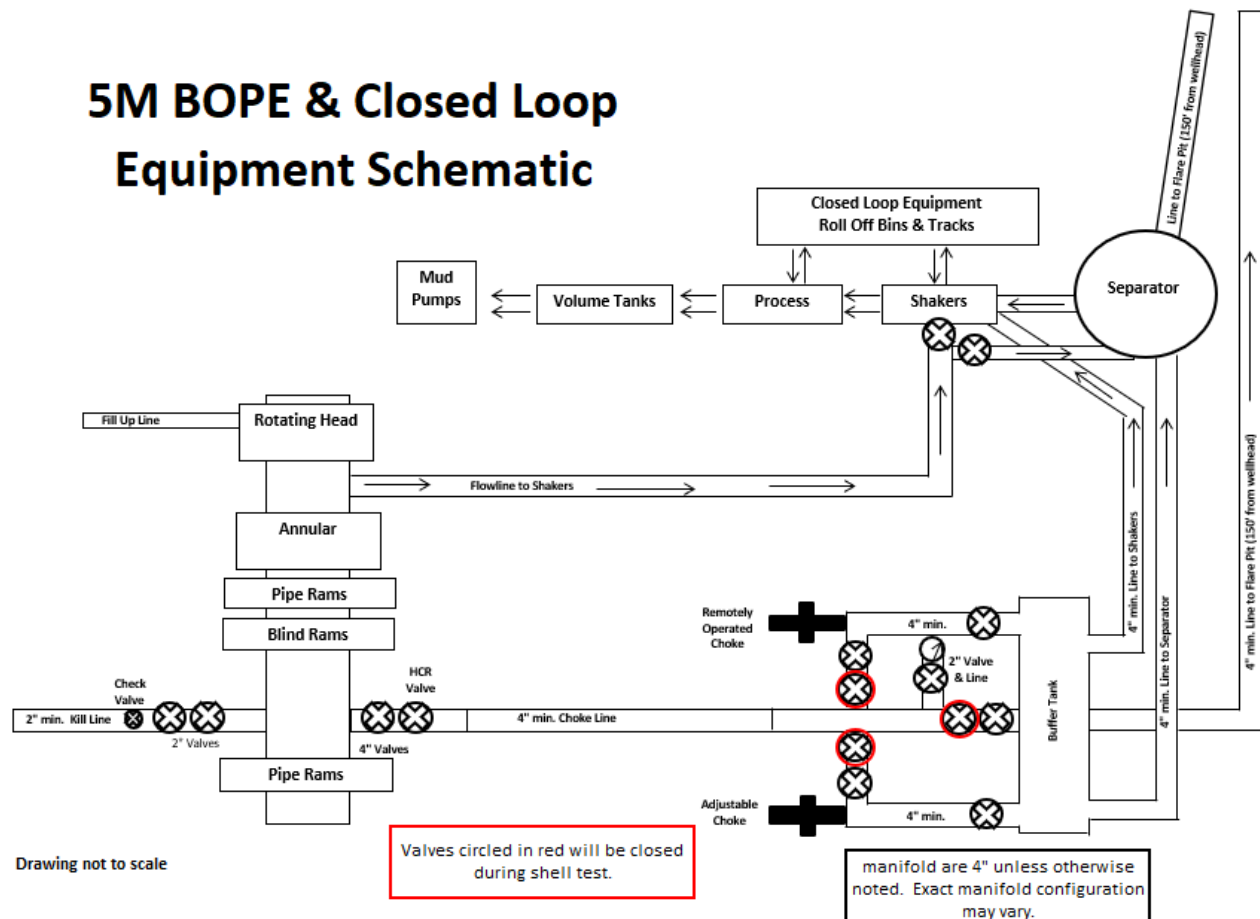 5M BOPE & Closed Loop
Equipment Schematic
Line to Flare Pit (150' from wellhead)
Closed Loop Equipment
Roll Off Bins & Tracks
Mud
Pumps
Volume Tanks
Process
Shakers
Separator
Fill Up Line
Rotating Head
Flowline to Shakers
Annular
Pipe Rams
Blind Rams
Check
Valve
HCR
Valve
2" min. Kill Line
2" Valves
4" Valves
4" min. Choke Line
Pipe Rams
Remotely
Operated
Choke
4" min.
2" Valve
& Line
Buffer Tank
Adjustable
Choke
4" min.
4" min. Line to Shakers
4" min. Line to Separator
4" min. Line to Flare Pit (150' from wellhead)
Drawing not to scale
Valves circled in red will be closed
during shell test.
manifold are 4" unless otherwise
noted. Exact manifold configuration
may vary.